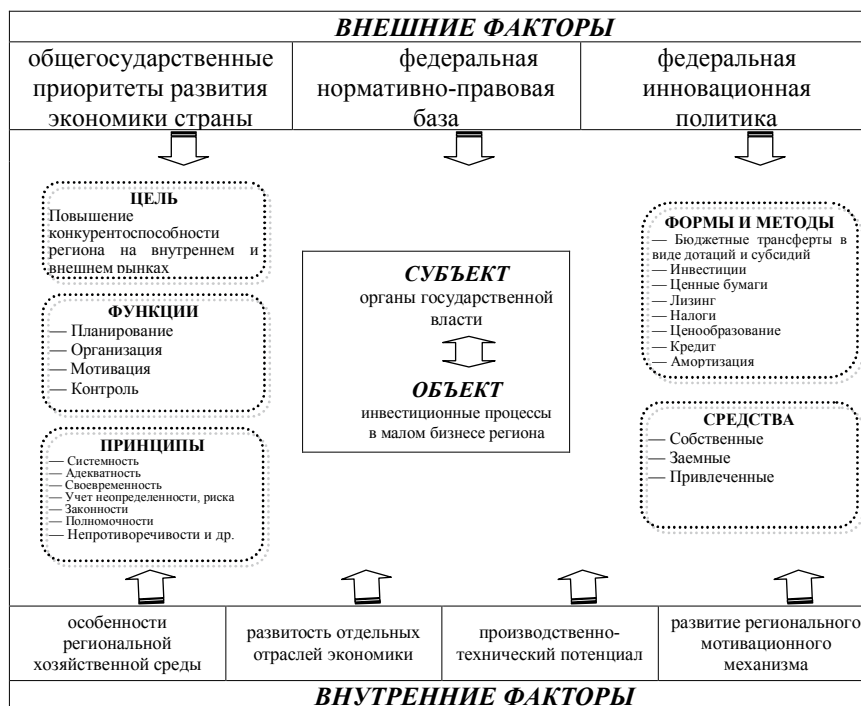 ВНЕШНИЕ ФАКТОРЫ
общегосударственные
приоритеты развития
экономики страны
федеральная
нормативно-правовая
база
федеральная
инновационная
политика
ЦЕЛЬ
Повышение
конкурентоспособности
региона на внутреннем и
внешнем рынках
ФУНКЦИИ
— Планирование
— Организация
— Мотивация
— Контроль
ПРИНЦИПЫ
— Системность
— Адекватность
— Своевременность
— Учет неопределенности, риска
— Законности
— Полномочности
— Непротиворечивости и др.
СУБЪЕКТ
органы государственной
власти
ОБЪЕКТ
инвестиционные процессы
в малом бизнесе региона
ФОРМЫ И МЕТОДЫ
— Бюджетные трансферты в
виде дотаций и субсидий
— Инвестиции
— Ценные бумаги
— Лизинг
— Налоги
— Ценообразование
— Кредит
— Амортизация
СРЕДСТВА
— Собственные
— Заемные
— Привлеченные
особенности
региональной
хозяйственной среды
развитость отдельных
отраслей экономики
производственно-
технический потенциал
развитие регионального
мотивационного
механизма
ВНУТРЕННИЕ ФАКТОРЫ